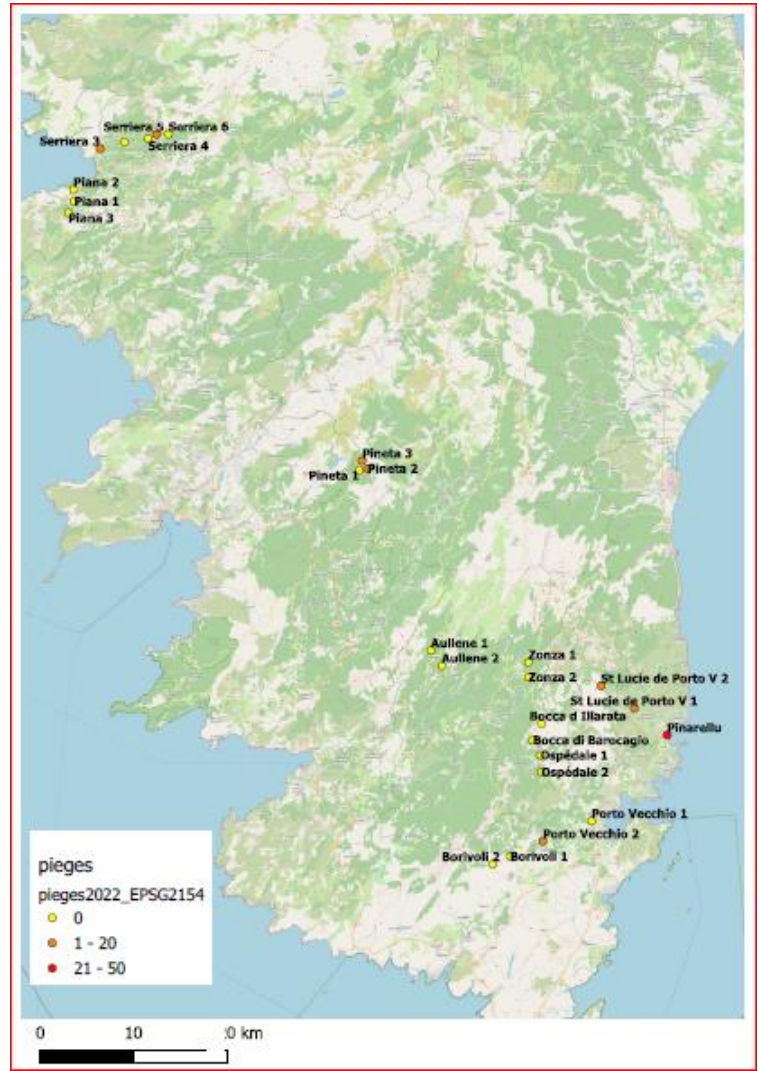 Serriera 5 Serriera 6
Serriera 3
Serriera 4
Piana 2
Piana 1
Piana 3
Pineta 3
Pineta 1 Pineta 2
Aullene 1
Aullene 2
Zonza 1
Zonza 2
St Lucie de Porto V 2
St Lucie de Porto V 1
Bocca d Illarata
Pinarellu
Bocca di Barocagio
Ospédale 1
Ospédale 2
Porto Vecchio 1
Porto Vecchio 2
Borivoli 2 Borivoli 1
pieges
pieges2022_EPSG2154
0
1 - 20
21 - 50
0 10 0 km